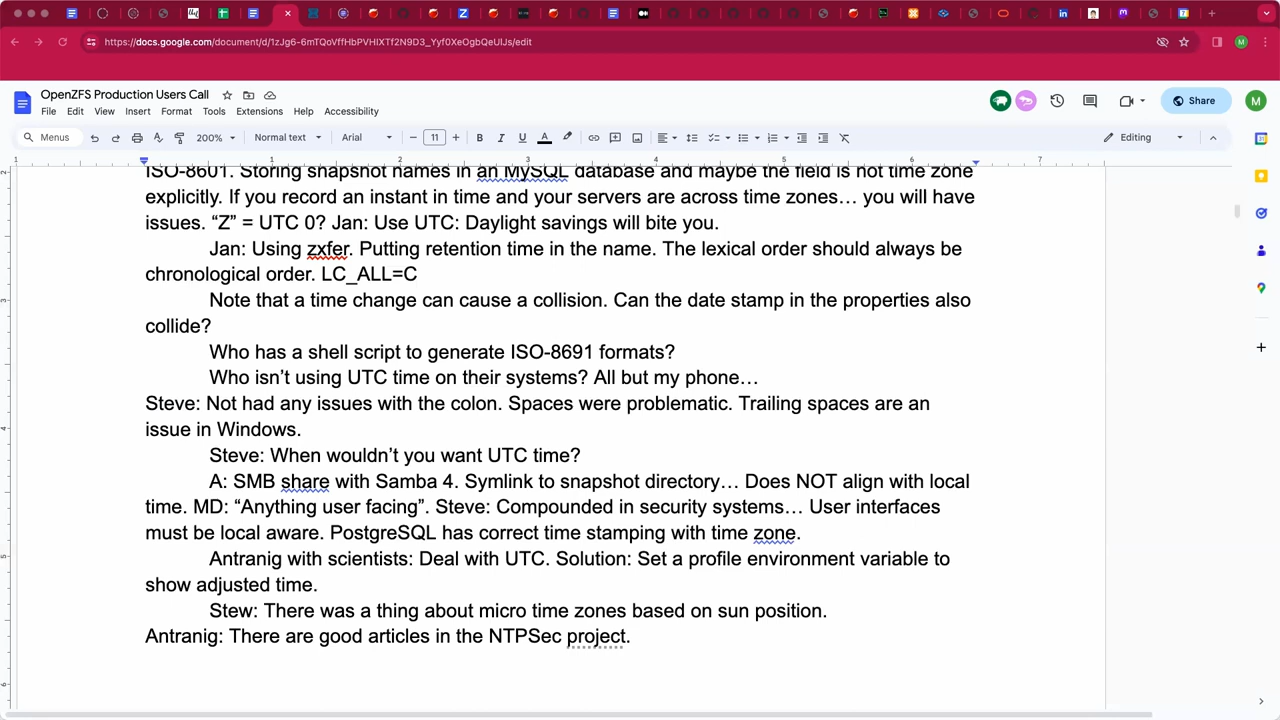 https://docs.google.com/document/d/1zJg6-6mTQoVffHbPVHIXTf2N9D3_Yyf0XeOgbQeUlJs/edit
OpenZFS Production Users Call
File Edit View Insert Format Tools Extensions Help Accessibility
Share
M
Menus 200% Normal text Arial 11 Editing
1 1 2 3 4 5 6 7
ISO-8601. Storing snapshot names in an MySQL database and maybe the field is not time zone
explicitly. If you record an instant in time and your servers are across time zones… you will have
issues. “Z” = UTC 0? Jan: Use UTC: Daylight savings will bite you.
Jan: Using zxfer. Putting retention time in the name. The lexical order should always be
chronological order. LC_ALL=C
Note that a time change can cause a collision. Can the date stamp in the properties also
collide?
Who has a shell script to generate ISO-8691 formats?
Who isn’t using UTC time on their systems? All but my phone…
Steve: Not had any issues with the colon. Spaces were problematic. Trailing spaces are an
issue in Windows.
Steve: When wouldn’t you want UTC time?
A: SMB share with Samba 4. Symlink to snapshot directory… Does NOT align with local
time. MD: “Anything user facing”. Steve: Compounded in security systems… User interfaces
must be local aware. PostgreSQL has correct time stamping with time zone.
Antranig with scientists: Deal with UTC. Solution: Set a profile environment variable to
show adjusted time.
Stew: There was a thing about micro time zones based on sun position.
Antranig: There are good articles in the NTPSec project.